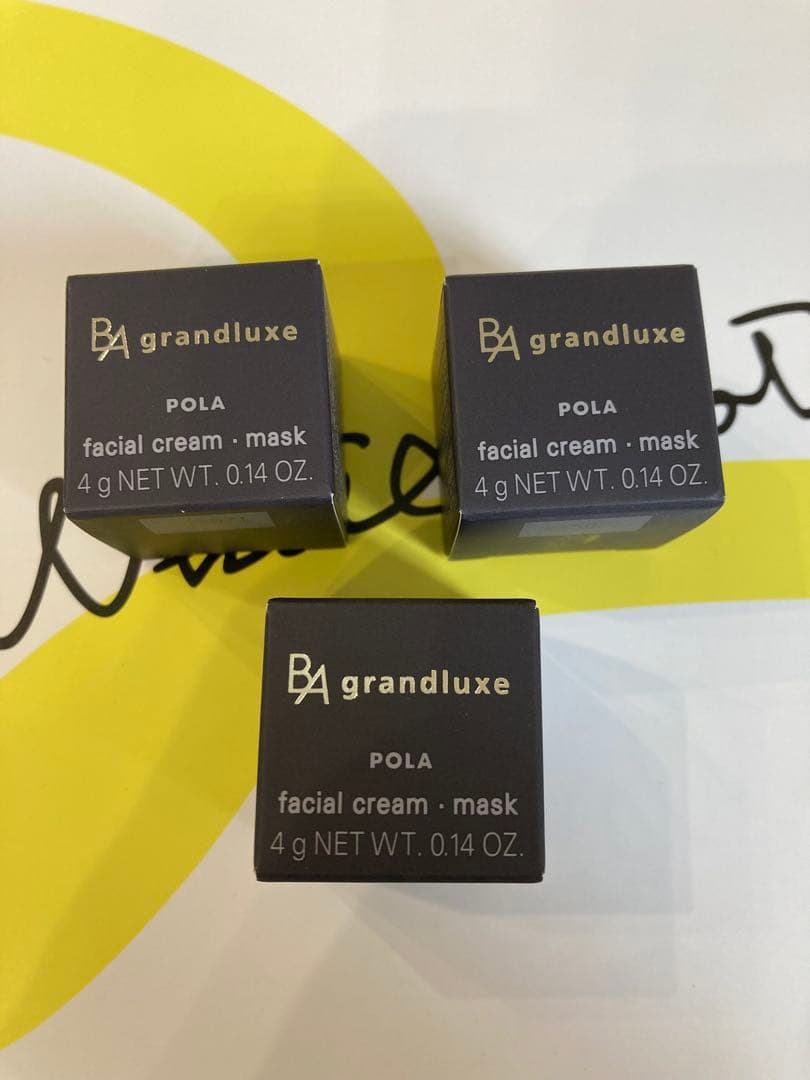 BA grandluxe
POLA
facial cream · mask
4 g NET WT. 0.14 OZ.
BA grandluxe
POLA
facial cream · mask
4 g NET WT. 0.14 OZ.
BA grandluxe
POLA
facial cream · mask
4 g NET WT. 0.14 OZ.